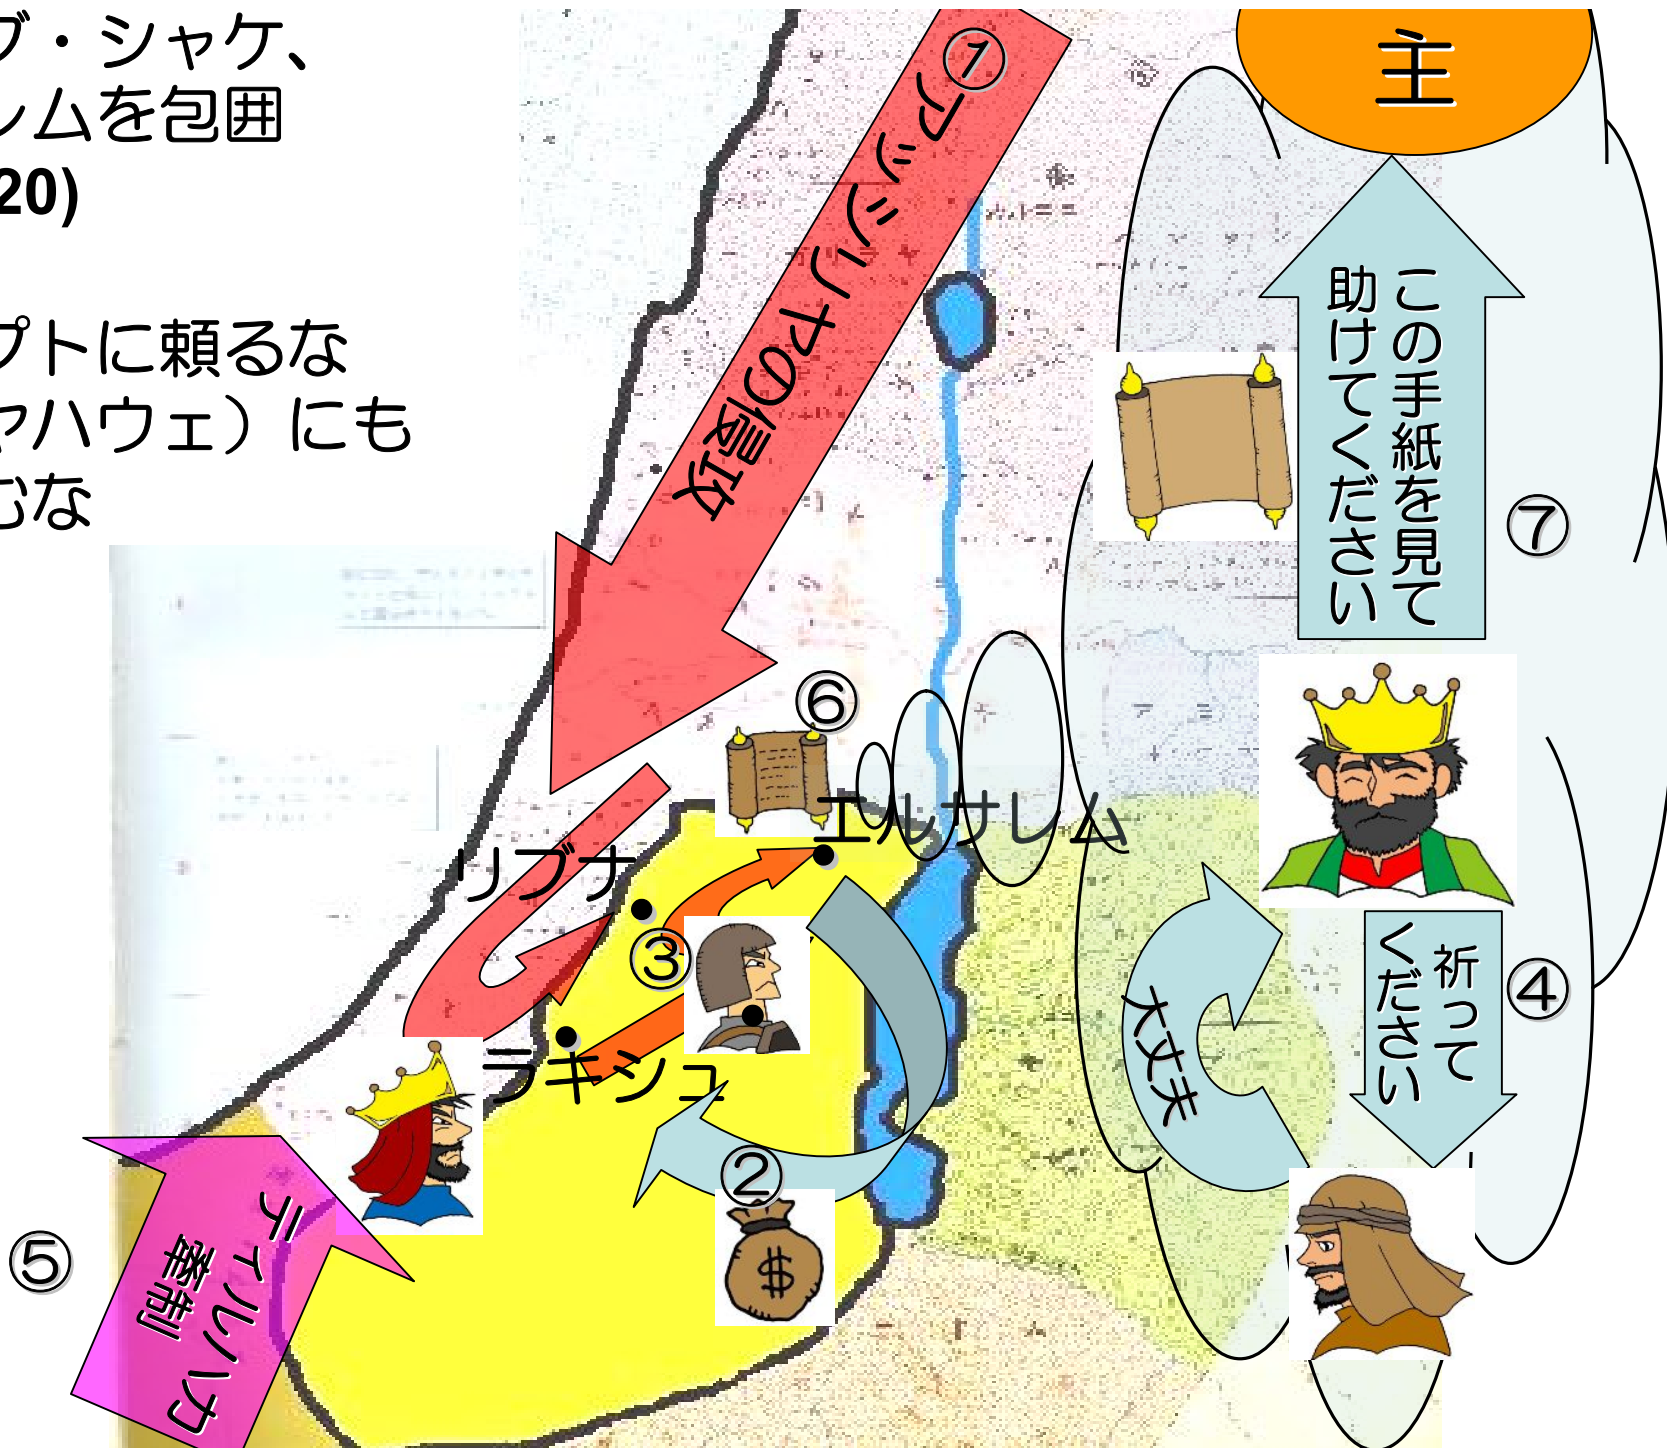 ブ・シャケ、
レムを包囲
20)
プトに頼るな
ヤハウェ）にも
むな
主
①
アッシリヤの侵攻
この手紙を見て
助けてください
⑦
⑥
エルサレム
リブナ
③
ラキシュ
②
$
大丈夫
祈って
ください
④
⑤
ティルハカ
牽制